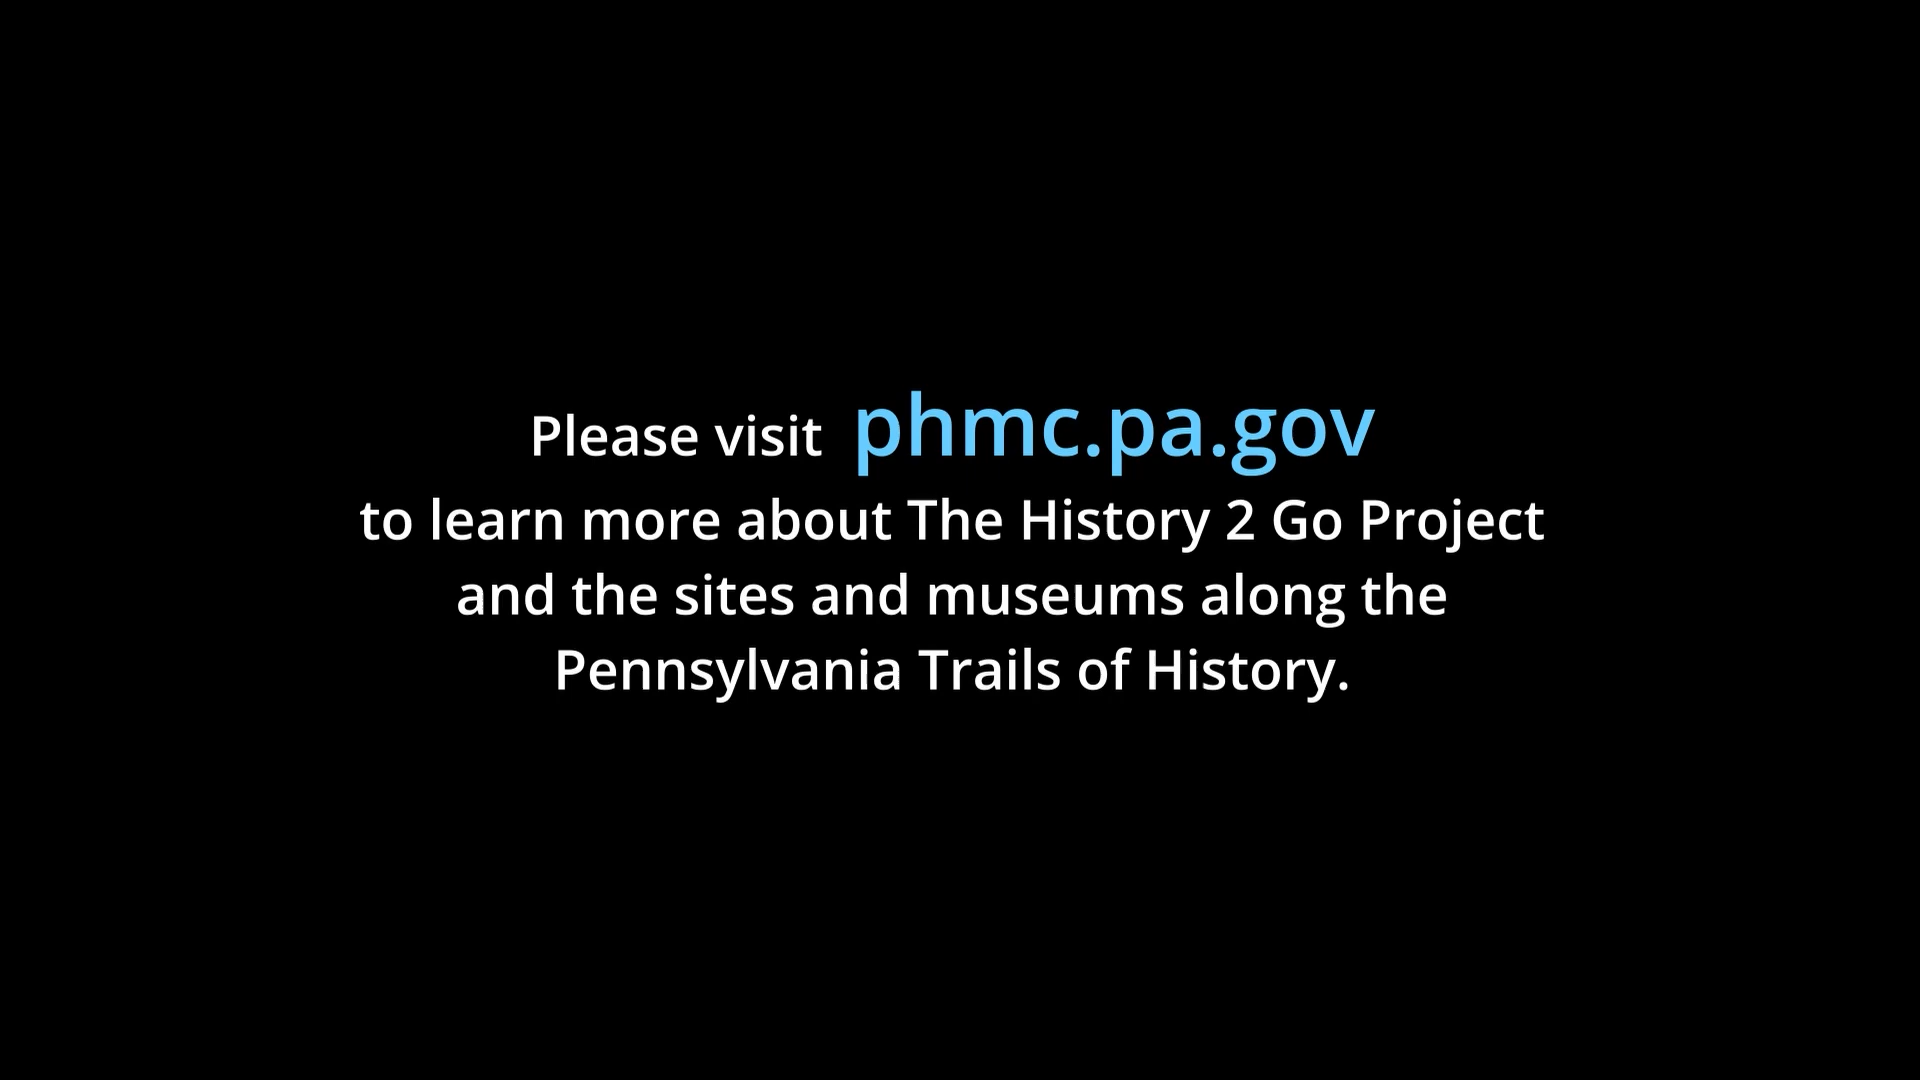 Please visit phmc.pa.gov
to learn more about The History 2 Go Project
and the sites and museums along the
Pennsylvania Trails of History.